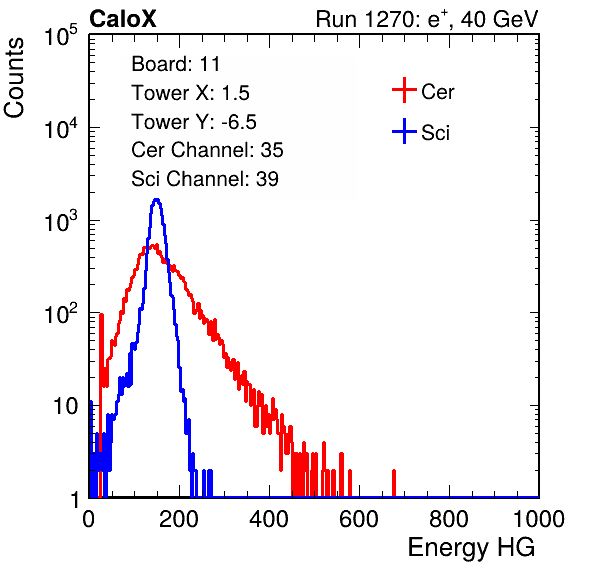 CaloX Run 1270: e⁺, 40 GeV
Counts
Board: 11
Tower X: 1.5
Tower Y: -6.5
Cer Channel: 35
Sci Channel: 39
Cer
Sci
10⁵
10⁴
10³
10²
10
1
0 200 400 600 800 1000
Energy HG